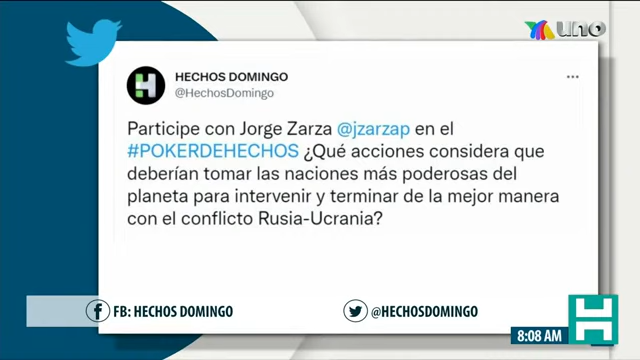 uno
HECHOS DOMINGO
@HechosDomingo
Participe con Jorge Zarza @jzarzap en el
#POKERDEHECHOS ¿Qué acciones considera que
deberían tomar las naciones más poderosas del
planeta para intervenir y terminar de la mejor manera
con el conflicto Rusia-Ucrania?
FB: HECHOS DOMINGO
@HECHOSDOMINGO
8:08 AM
H